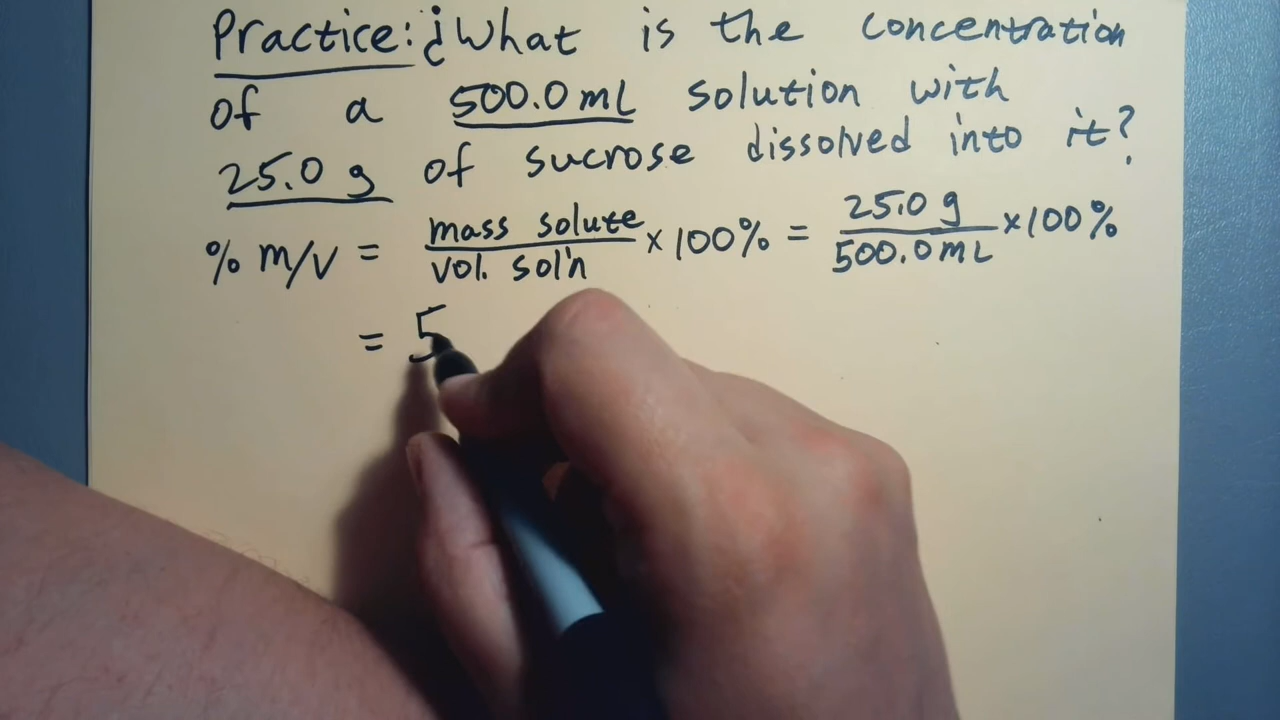 Practice: ¿What is the concentration
of a 500.0 mL solution with
25.0 g of sucrose dissolved into it?
% m/v = mass solute / vol. sol'n × 100% = 25.0 g / 500.0 mL × 100%
= 5